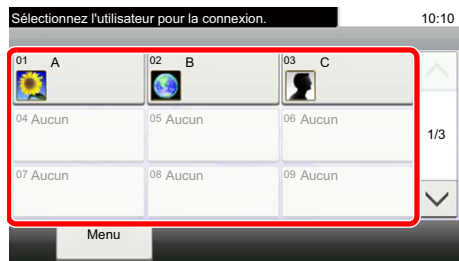 Sélectionnez l'utilisateur pour la connexion. 10:10
01 A 02 B 03 C
04 Aucun 05 Aucun 06 Aucun
1/3
07 Aucun 08 Aucun 09 Aucun
Menu